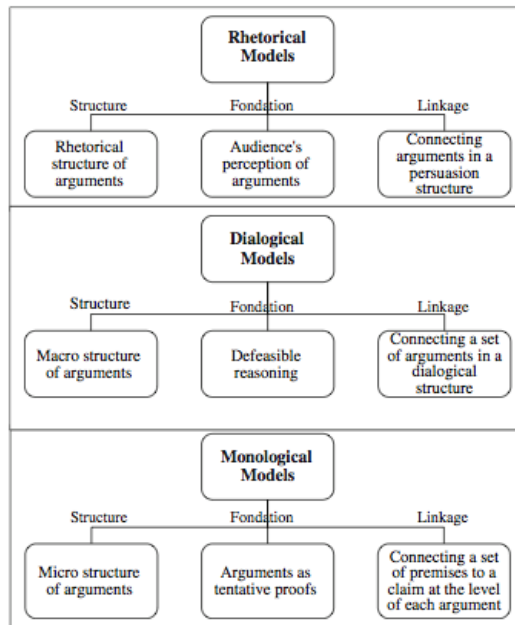 Rhetorical
Models
Structure
Fondation
Linkage
Rhetorical
structure of
arguments
Audience's
perception of
arguments
Connecting
arguments in a
persuasion
structure
Dialogical
Models
Structure
Fondation
Linkage
Macro structure
of arguments
Defeasible
reasoning
Connecting a set
of arguments in a
dialogical
structure
Monological
Models
Structure
Fondation
Linkage
Micro structure
of arguments
Arguments as
tentative proofs
Connecting a set
of premises to a
claim at the level
of each argument